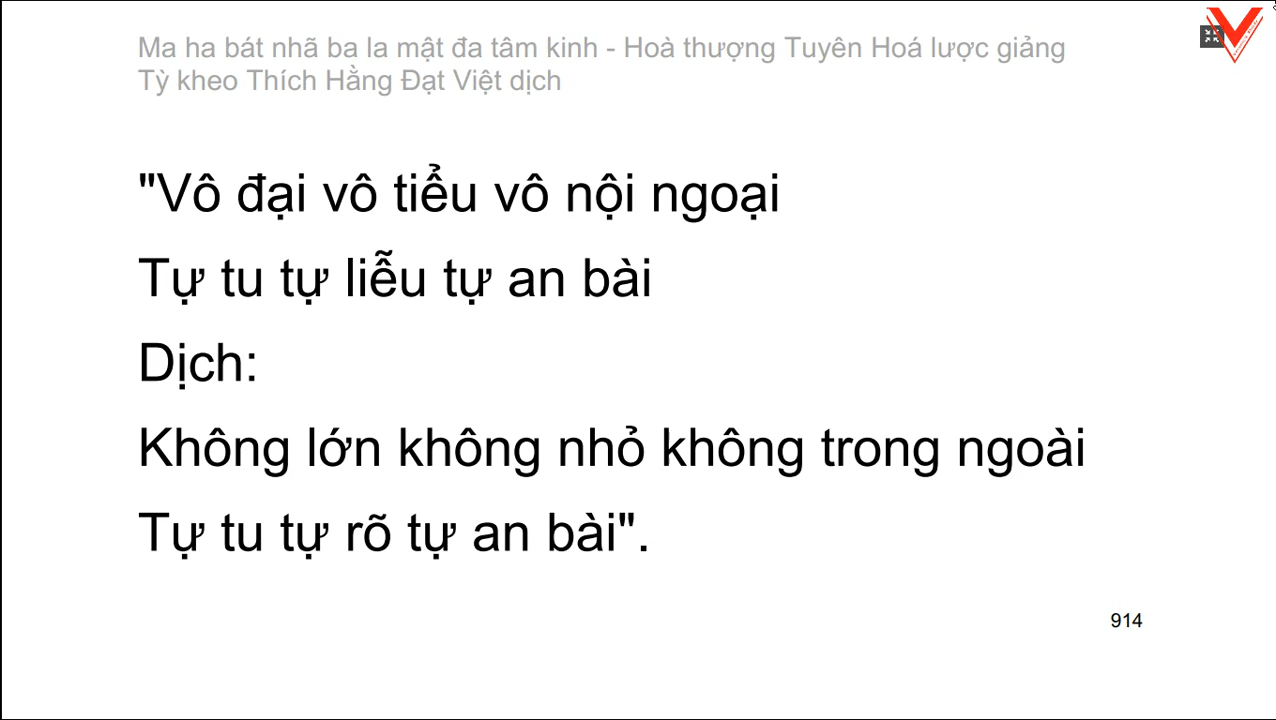 Ma ha bát nhã ba la mật đa tâm kinh - Hoà thượng Tuyên Hoá lược giảng
Tỳ kheo Thích Hằng Đạt Việt dịch
"Vô đại vô tiểu vô nội ngoại
Tự tu tự liễu tự an bài
Dịch:
Không lớn không nhỏ không trong ngoài
Tự tu tự rõ tự an bài".
914